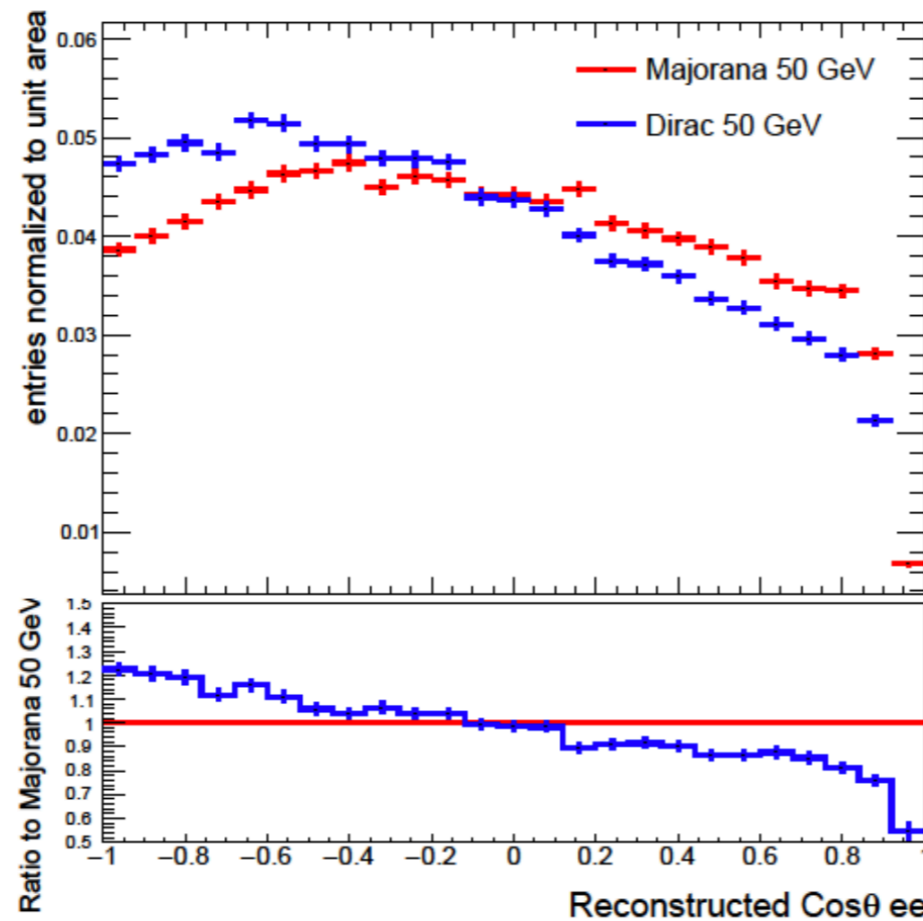 entries normalized to unit area
0.06
0.05
0.04
0.03
0.02
0.01
Majorana 50 GeV
Dirac 50 GeV
Ratio to Majorana 50 GeV
1.5
1.4
1.3
1.2
1.1
1
0.9
0.8
0.7
0.6
0.5
−1 −0.8 −0.6 −0.4 −0.2 0 0.2 0.4 0.6 0.8 1
Reconstructed Cosθ ee